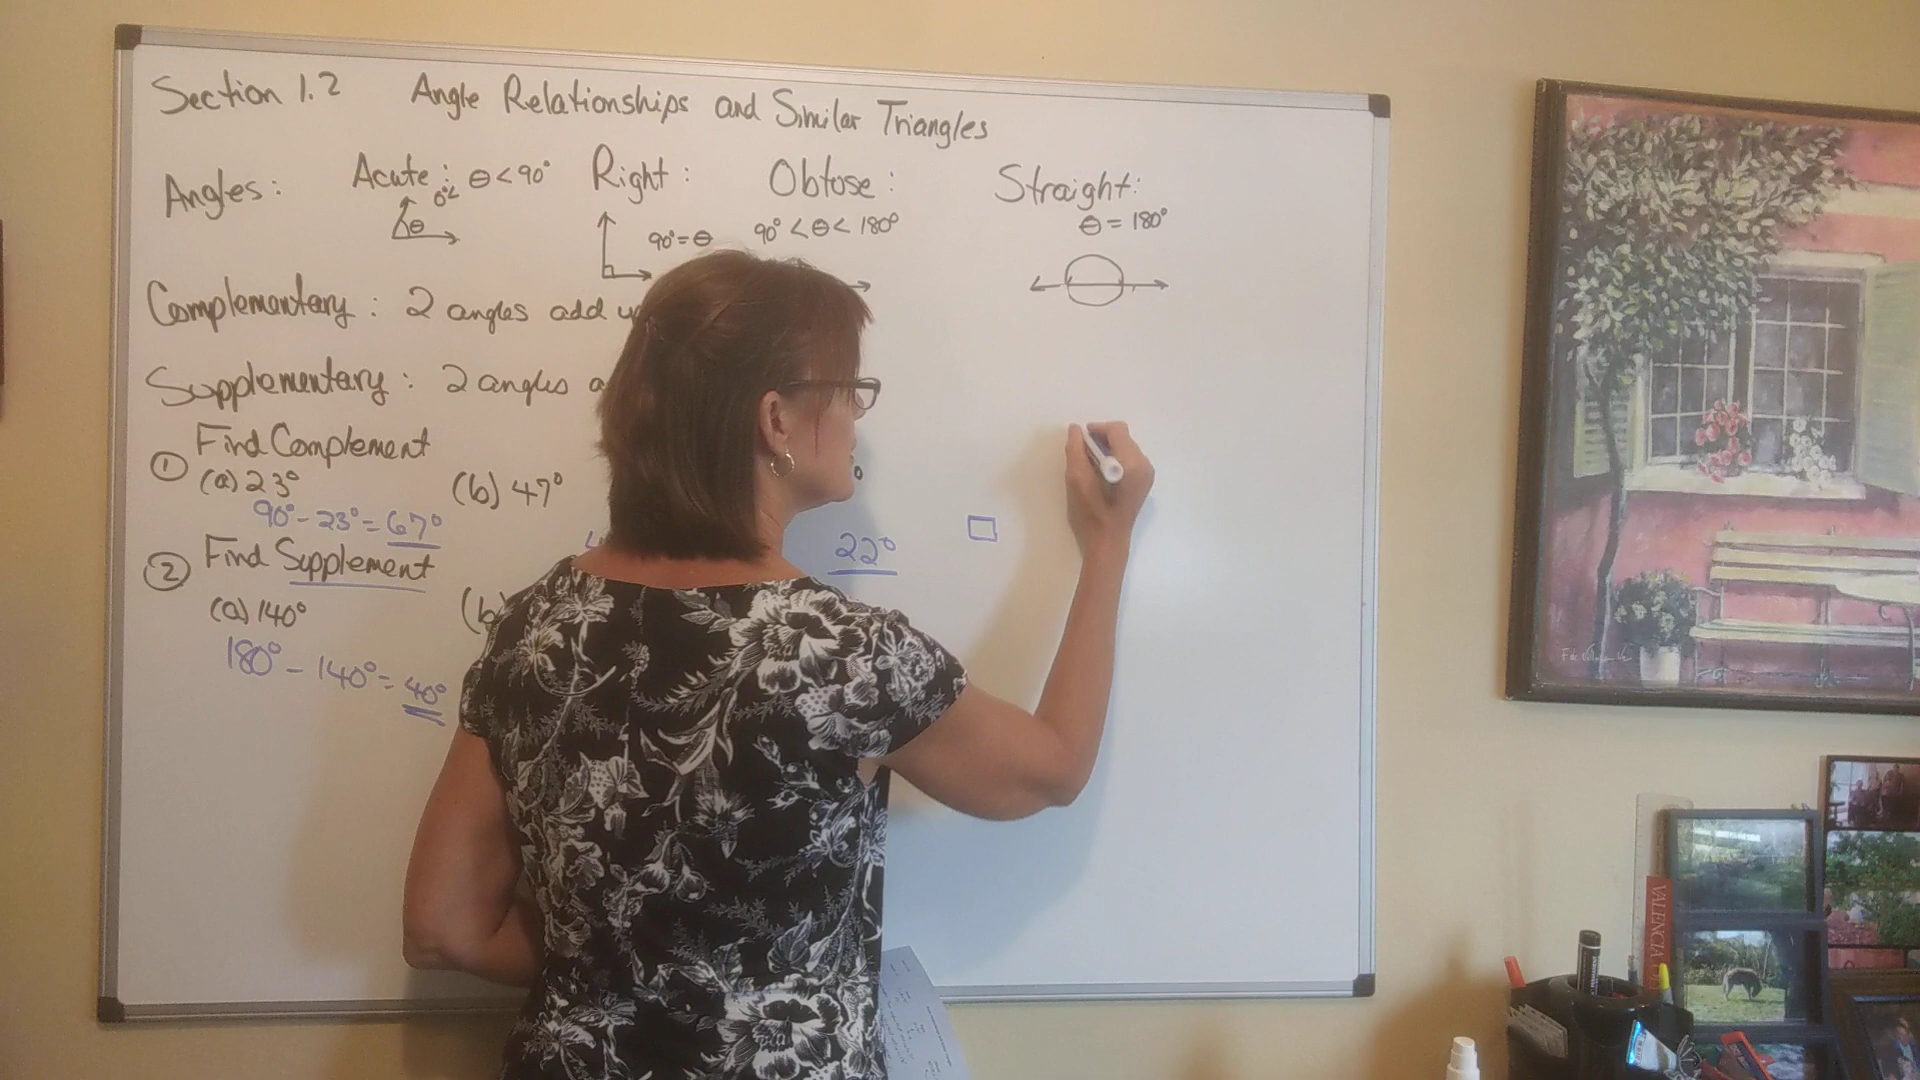 Section 1.2 Angle Relationships and Similar Triangles
Angles: Acute: 0°< θ < 90° Right: Obtuse: Straight:
θ 90° = θ 90° < θ < 180° θ = 180°
Complementary: 2 angles add
Supplementary: 2 angles
① Find Complement
(a) 23° (b) 47°
90° - 23° = 67° 22°
② Find Supplement
(a) 140° (b)
180° - 140° = 40°
VALENCIA